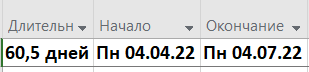 Длительн Начало Окончание
60,5 дней Пн 04.04.22 Пн 04.07.22